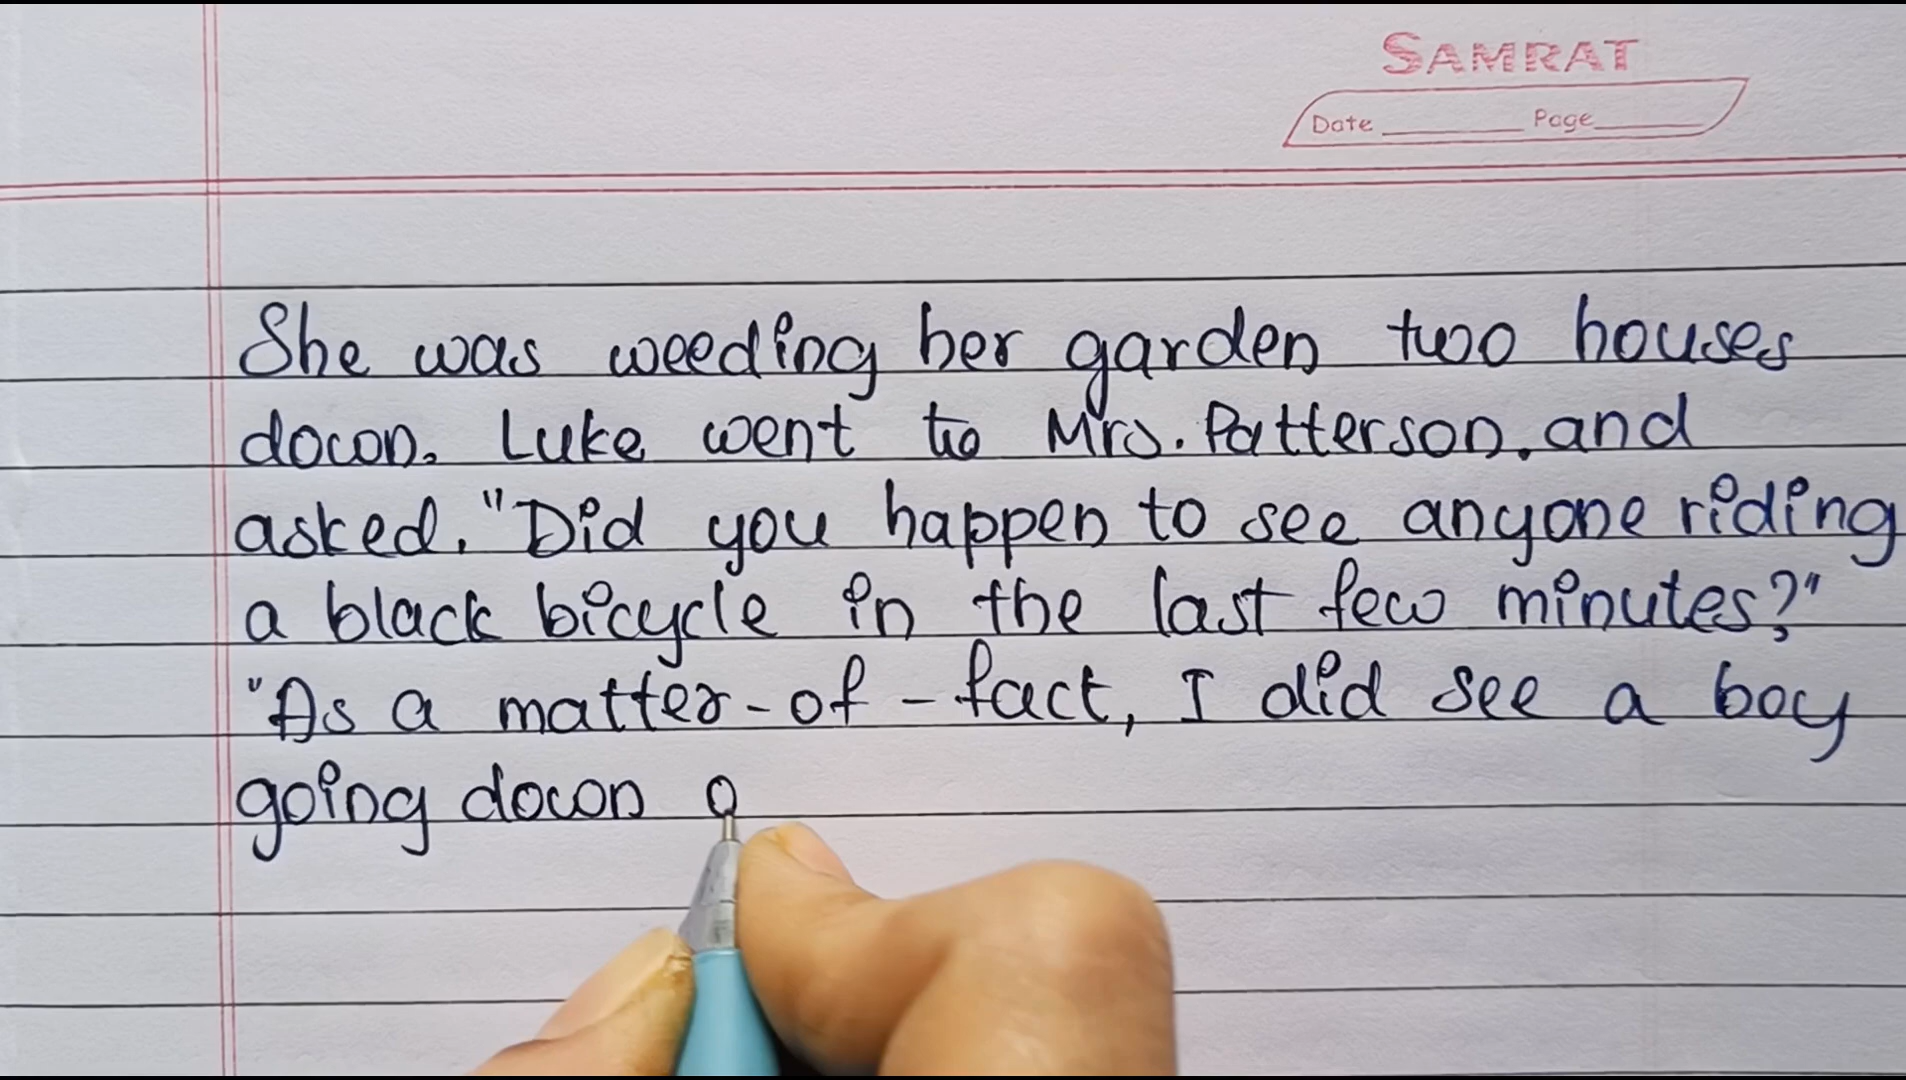 SAMRAT
Date Page
She was weeding her garden two houses
down. Luke went to Mrs. Patterson. and
asked. "Did you happen to see anyone riding
a black bicycle in the last few minutes?"
"As a matter-of-fact, I did see a boy
going down o